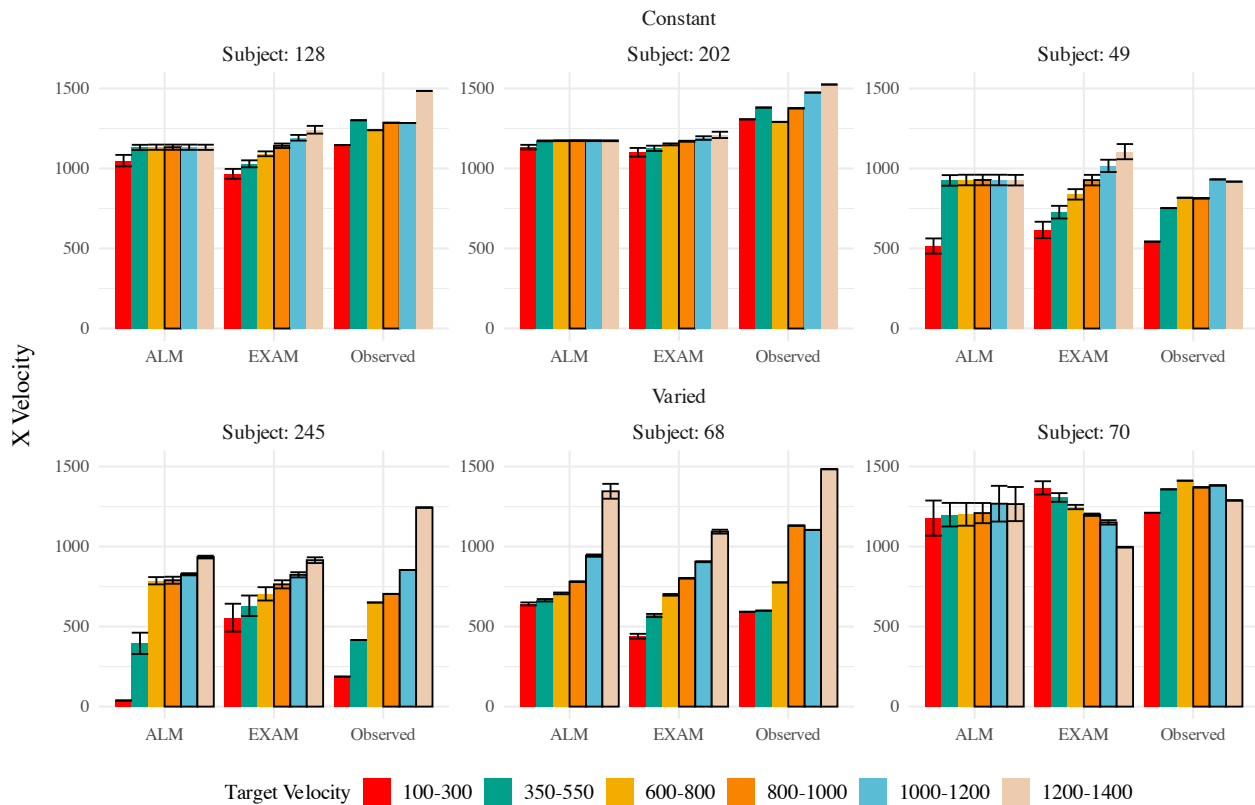 Constant
Subject: 128 Subject: 202 Subject: 49
1500 1500 1500
1000 1000 1000
500 500 500
0 0 0
ALM EXAM Observed ALM EXAM Observed ALM EXAM Observed
X Velocity
Varied
Subject: 245 Subject: 68 Subject: 70
1500 1500 1500
1000 1000 1000
500 500 500
0 0 0
ALM EXAM Observed ALM EXAM Observed ALM EXAM Observed
Target Velocity 100-300 350-550 600-800 800-1000 1000-1200 1200-1400